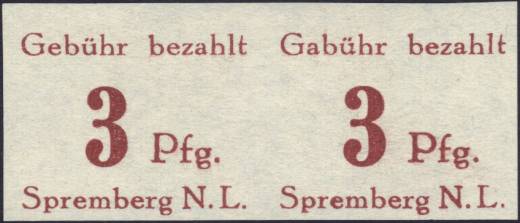 Gebühr bezahlt Gabühr bezahlt
3 Pfg. 3 Pfg.
Spremberg N.L. Spremberg N.L.